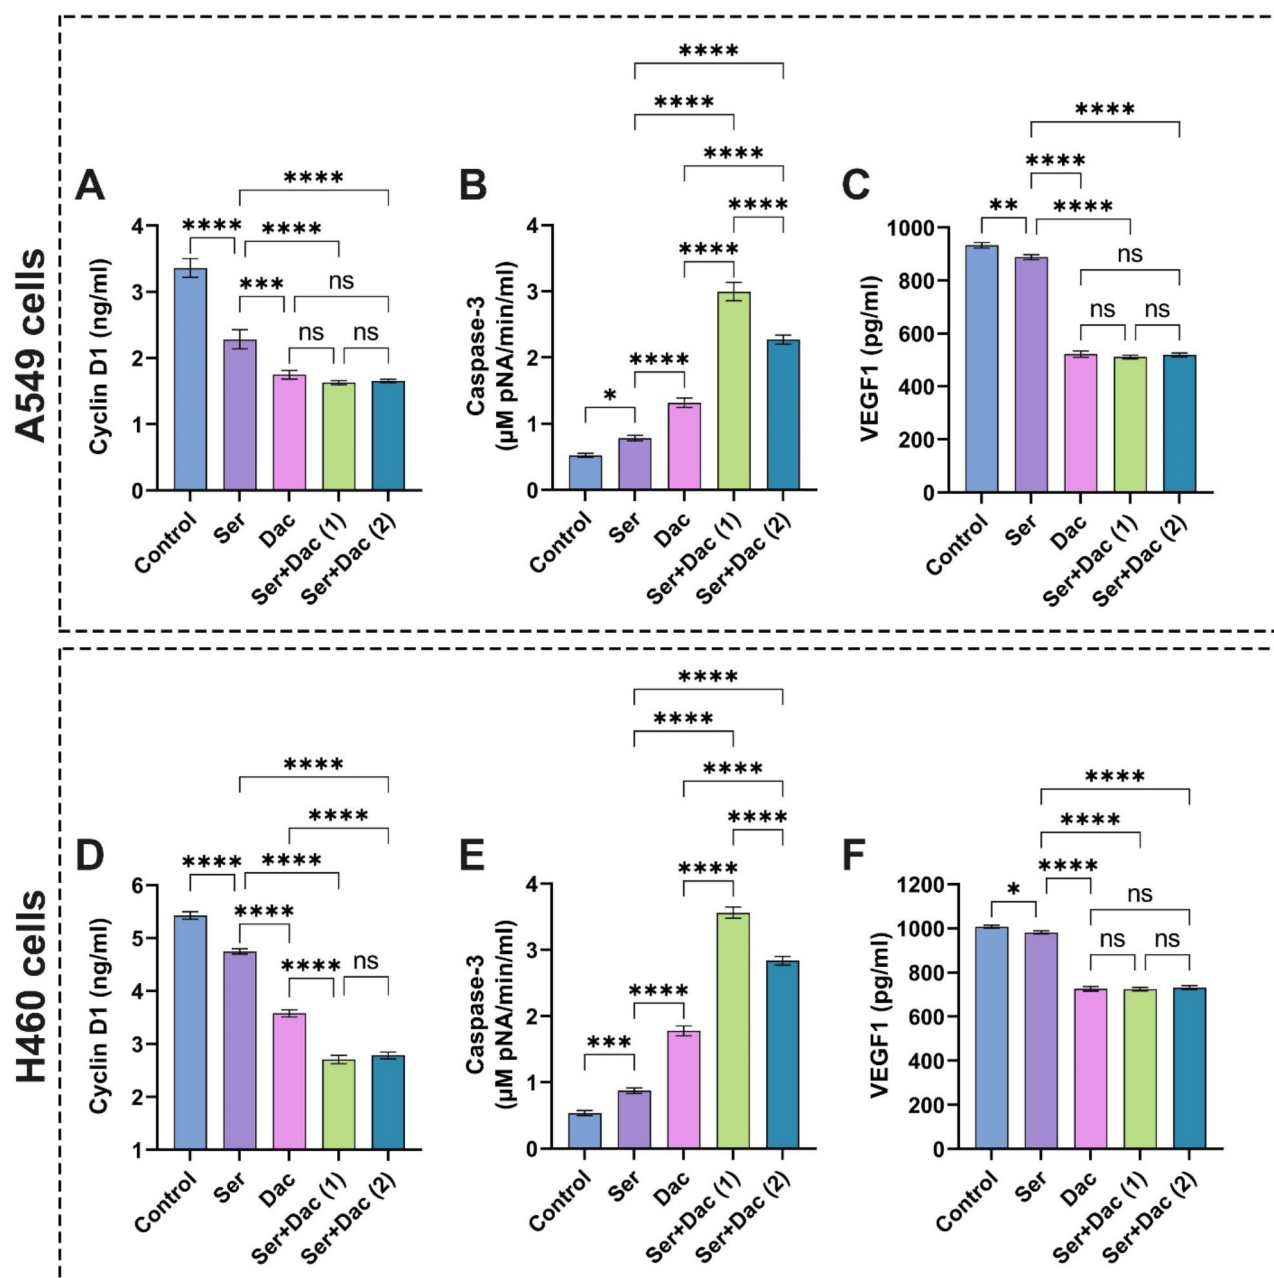 A549 cells
A
****
**** ****
*** ns
ns ns
Cyclin D1 (ng/ml)
4
3
2
1
0
Control
Ser
Dac
Ser+Dac (1)
Ser+Dac (2)
B
****
****
****
****
****
****
*
Caspase-3
(µM pNA/min/ml)
4
3
2
1
0
Control
Ser
Dac
Ser+Dac (1)
Ser+Dac (2)
C
****
****
** ****
ns
ns ns
VEGF1 (pg/ml)
1000
800
600
400
200
0
Control
Ser
Dac
Ser+Dac (1)
Ser+Dac (2)
H460 cells
D
****
****
**** ****
****
**** ns
Cyclin D1 (ng/ml)
6
5
4
3
2
1
Control
Ser
Dac
Ser+Dac (1)
Ser+Dac (2)
E
****
****
****
****
****
****
***
Caspase-3
(µM pNA/min/ml)
4
3
2
1
0
Control
Ser
Dac
Ser+Dac (1)
Ser+Dac (2)
F
****
****
****
* ns
ns ns
VEGF1 (pg/ml)
1200
1000
800
600
400
200
0
Control
Ser
Dac
Ser+Dac (1)
Ser+Dac (2)